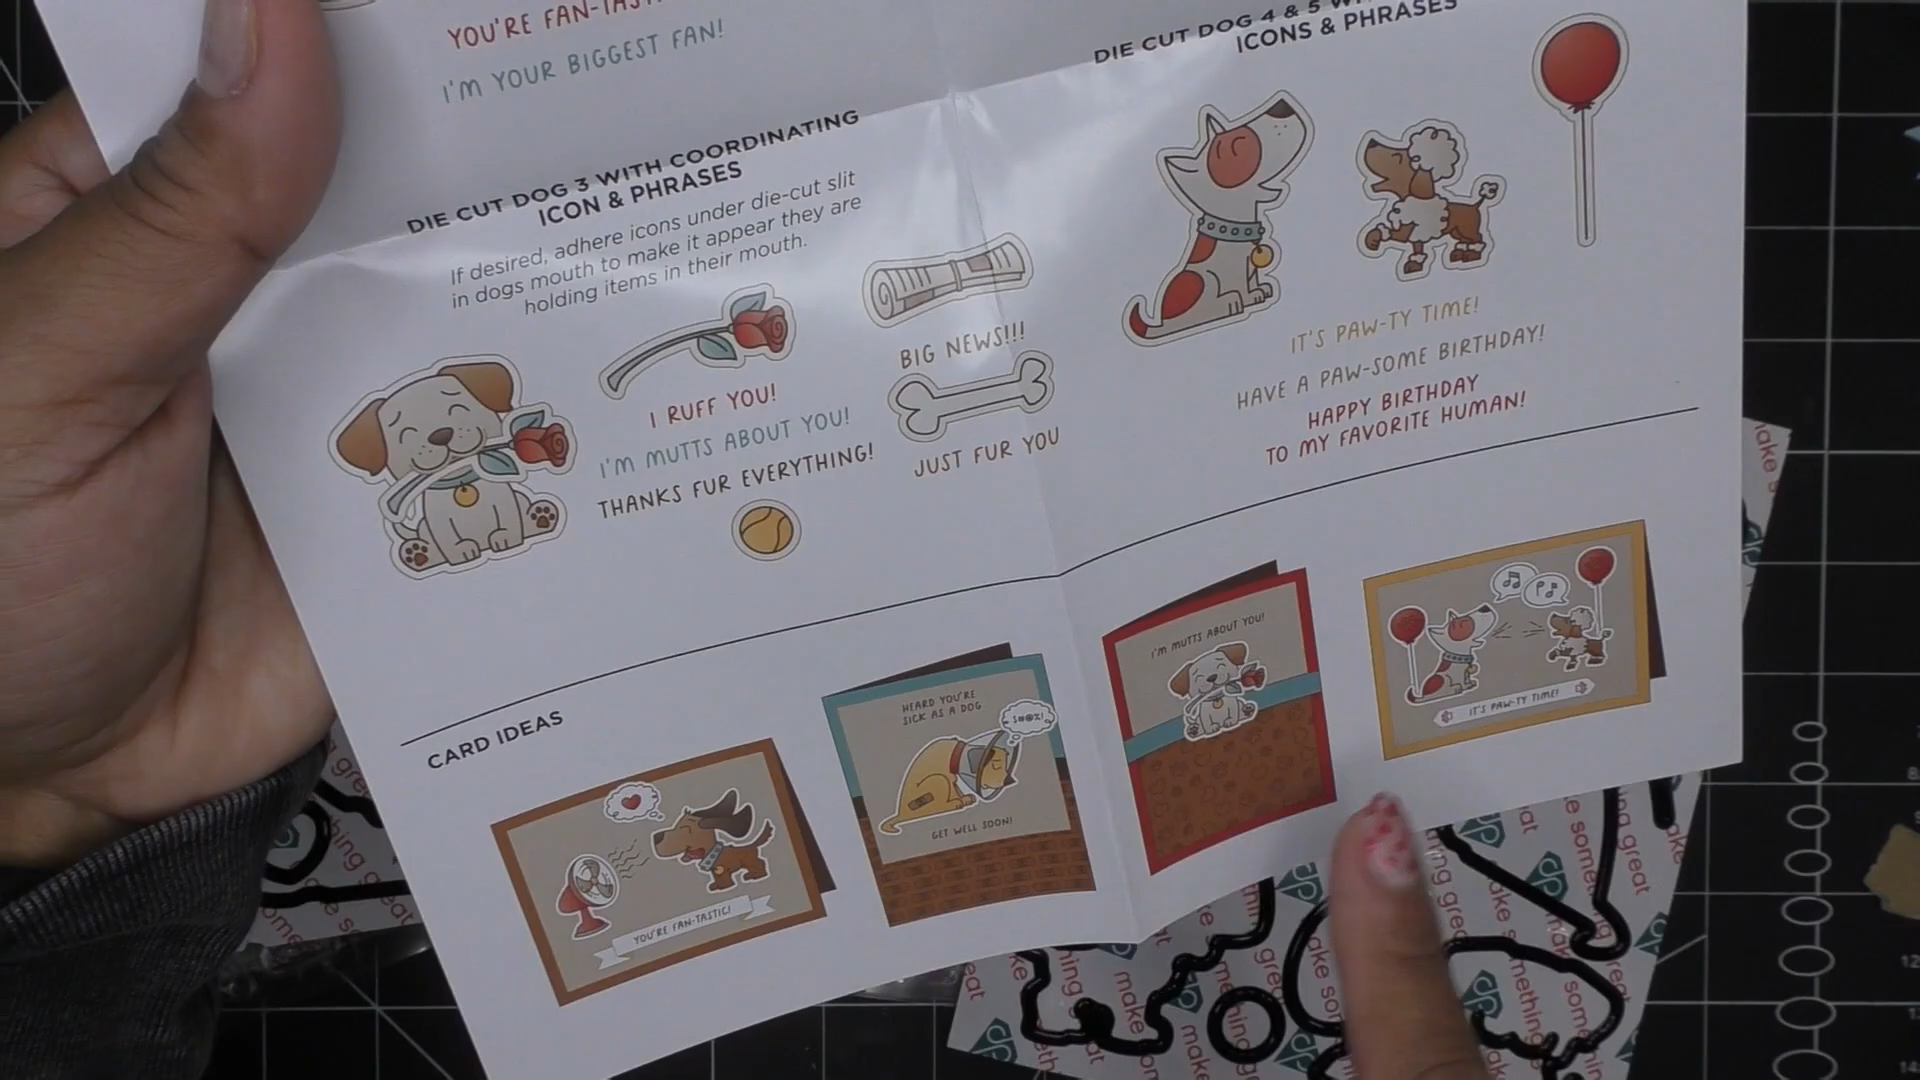 YOU'RE FAN-TAS
I'M YOUR BIGGEST FAN!
DIE CUT DOG 3 WITH COORDINATING
ICON & PHRASES
If desired, adhere icons under die-cut slit
in dogs mouth to make it appear they are
holding items in their mouth.
I RUFF YOU!
I'M MUTTS ABOUT YOU!
THANKS FUR EVERYTHING!
BIG NEWS!!!
JUST FUR YOU
DIE CUT DOG 4 & 5 W
ICONS & PHRASES
IT'S PAW-TY TIME!
HAVE A PAW-SOME BIRTHDAY!
HAPPY BIRTHDAY
TO MY FAVORITE HUMAN!
CARD IDEAS
YOU'RE FAN-TASTIC!
HEARD YOU'RE
SICK AS A DOG
$#@%!
GET WELL SOON!
I'M MUTTS ABOUT YOU!
IT'S PAW-TY TIME!
make something great